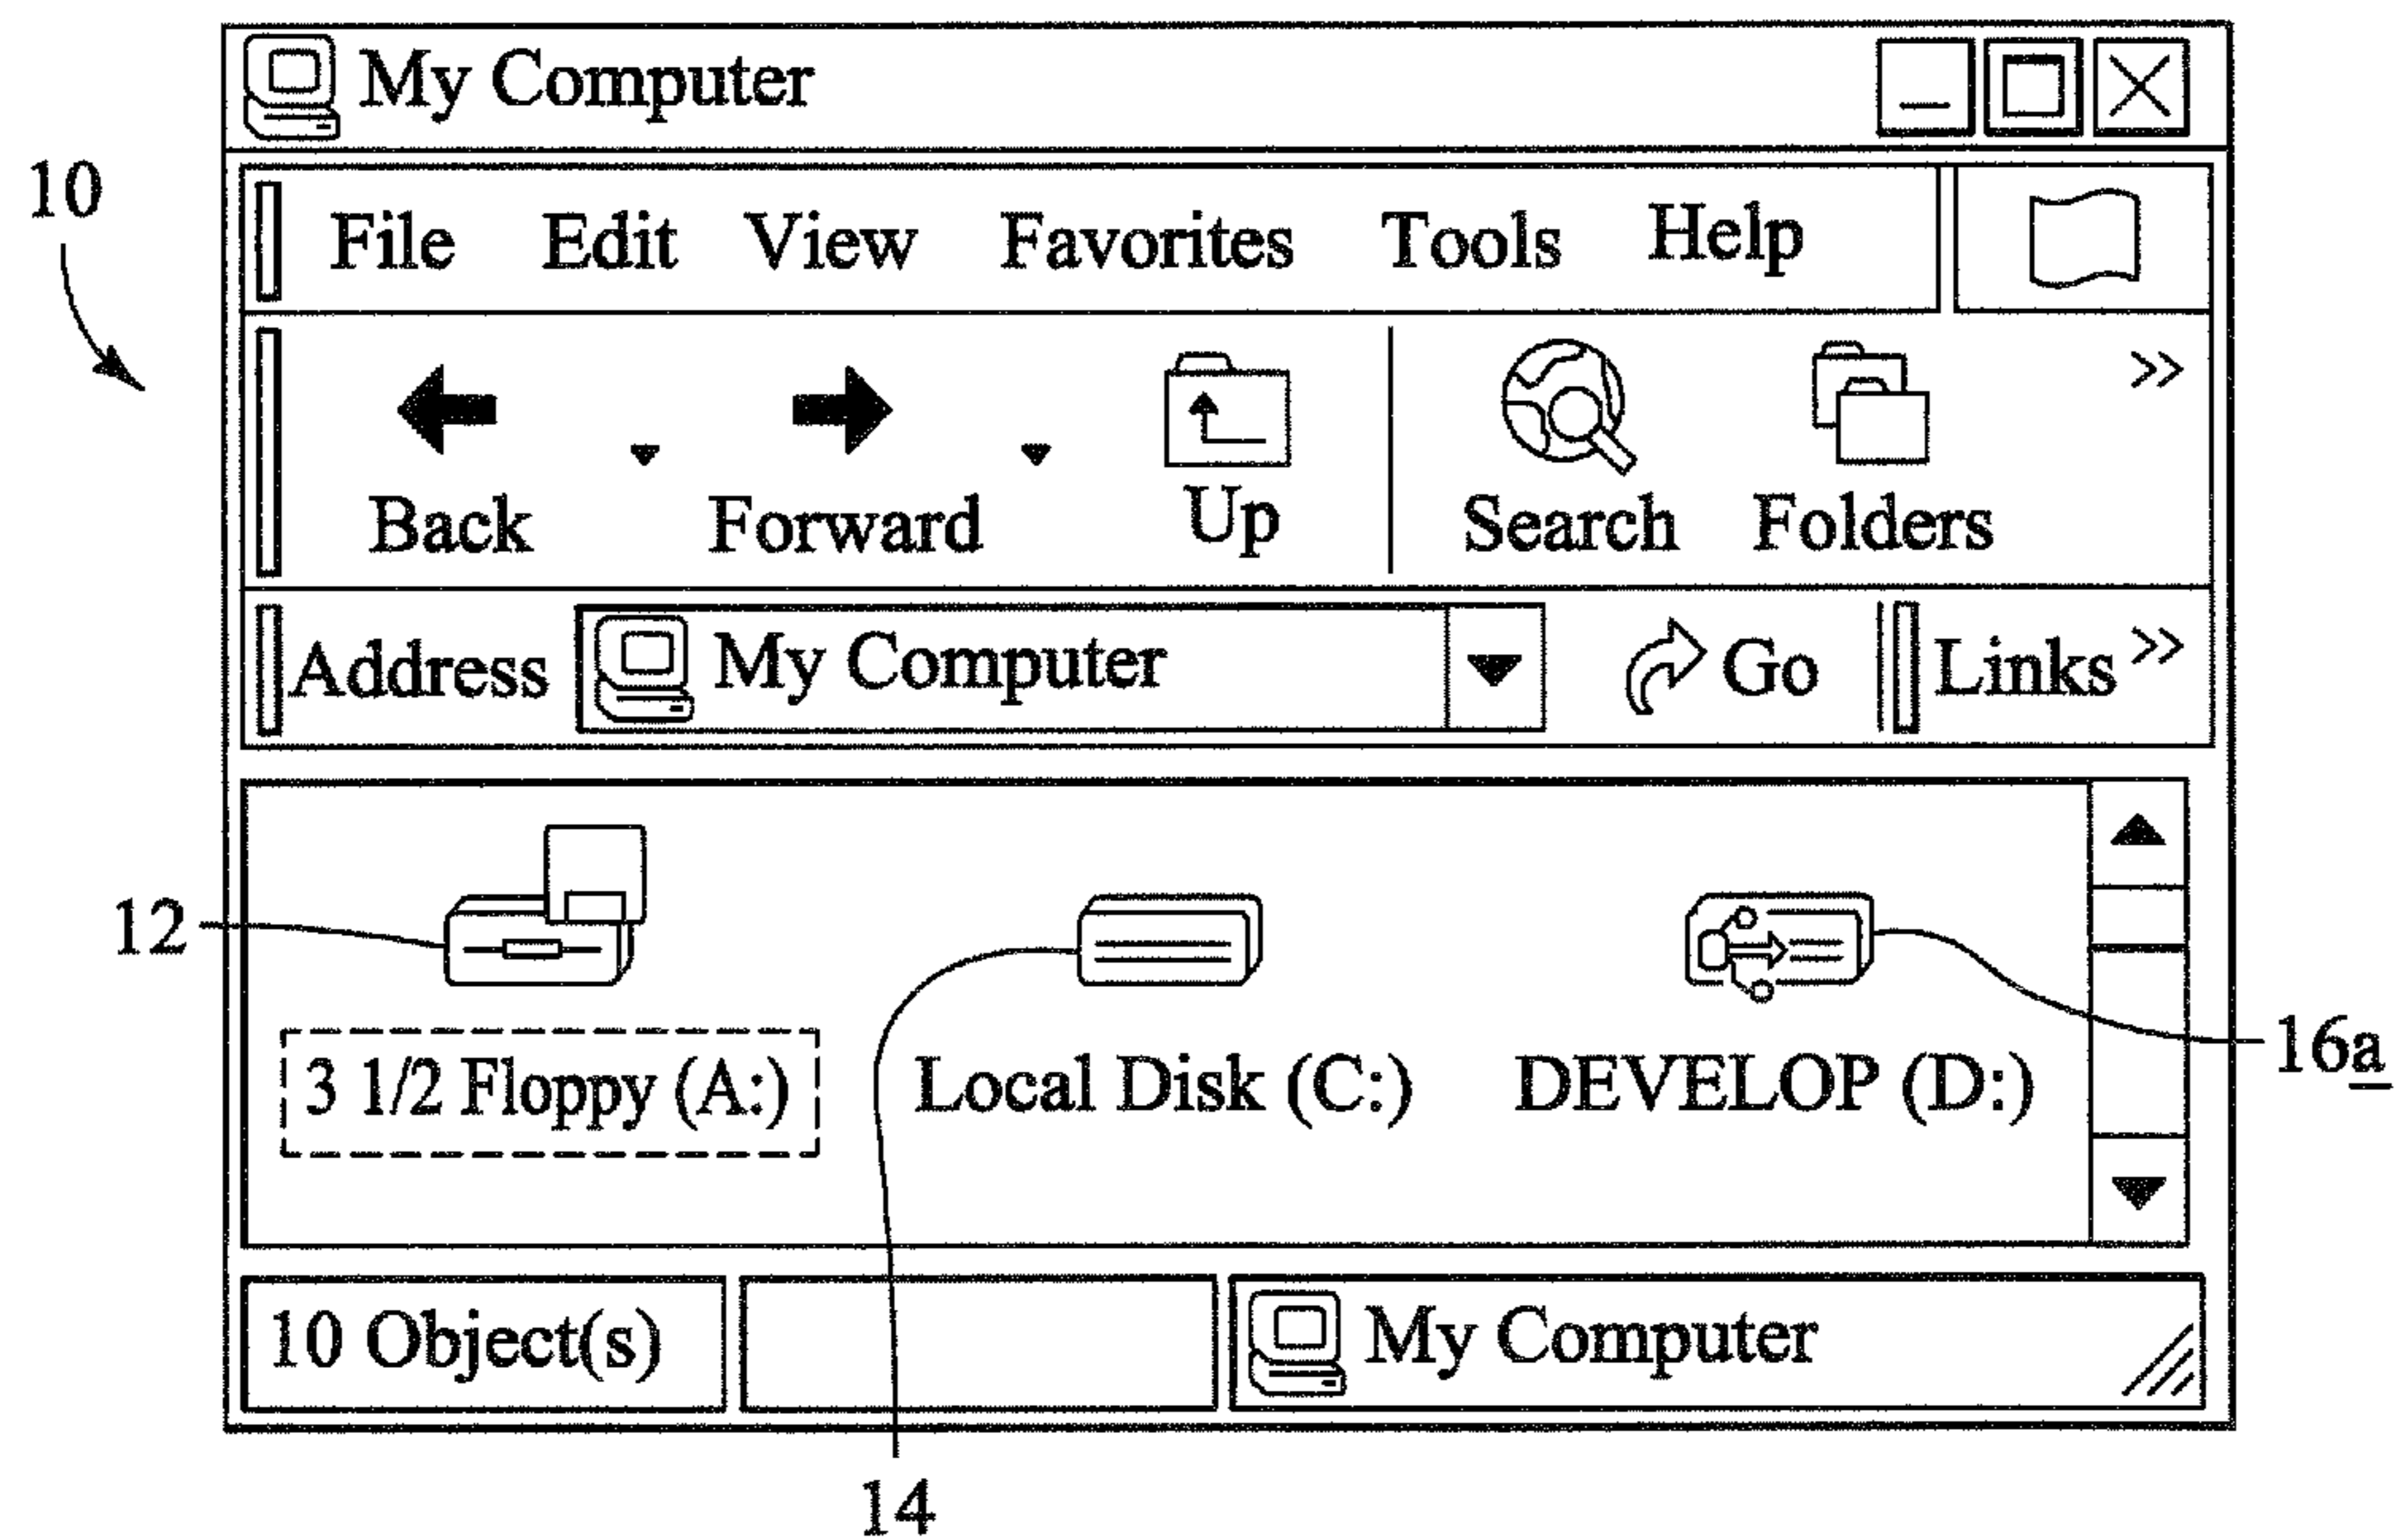 My Computer
10
File Edit View Favorites Tools Help
Back Forward Up Search Folders >>
Address My Computer Go Links >>
12
16a
3 1/2 Floppy (A:) Local Disk (C:) DEVELOP (D:)
10 Object(s) My Computer
14